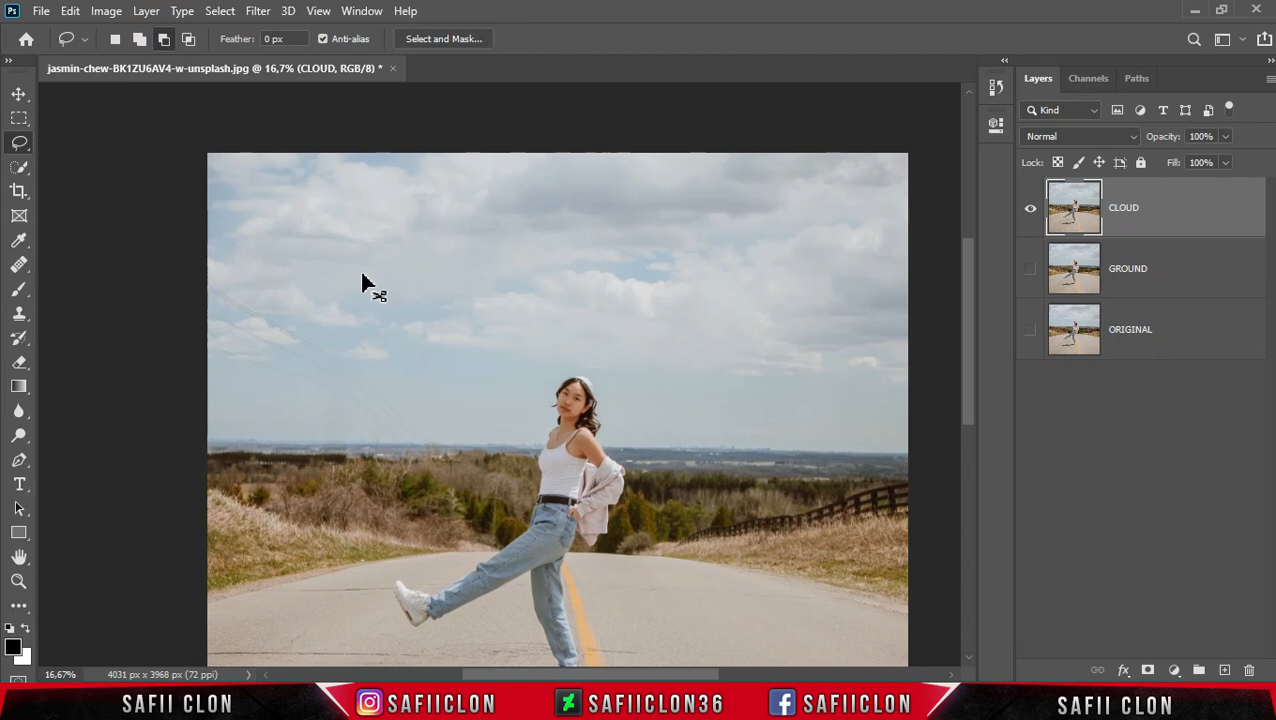 Ps File Edit Image Layer Type Select Filter 3D View Window Help
Feather: 0 px Anti-alias Select and Mask...
jasmin-chew-BK1ZU6AV4-w-unsplash.jpg @ 16,7% (CLOUD, RGB/8) *
Layers Channels Paths
Kind
Normal Opacity: 100%
Lock: Fill: 100%
CLOUD
GROUND
ORIGINAL
16,67% 4031 px x 3968 px (72 ppi)
SAFII CLON SAFIICLON SAFIICLON36 SAFIICLON SAFII CLON